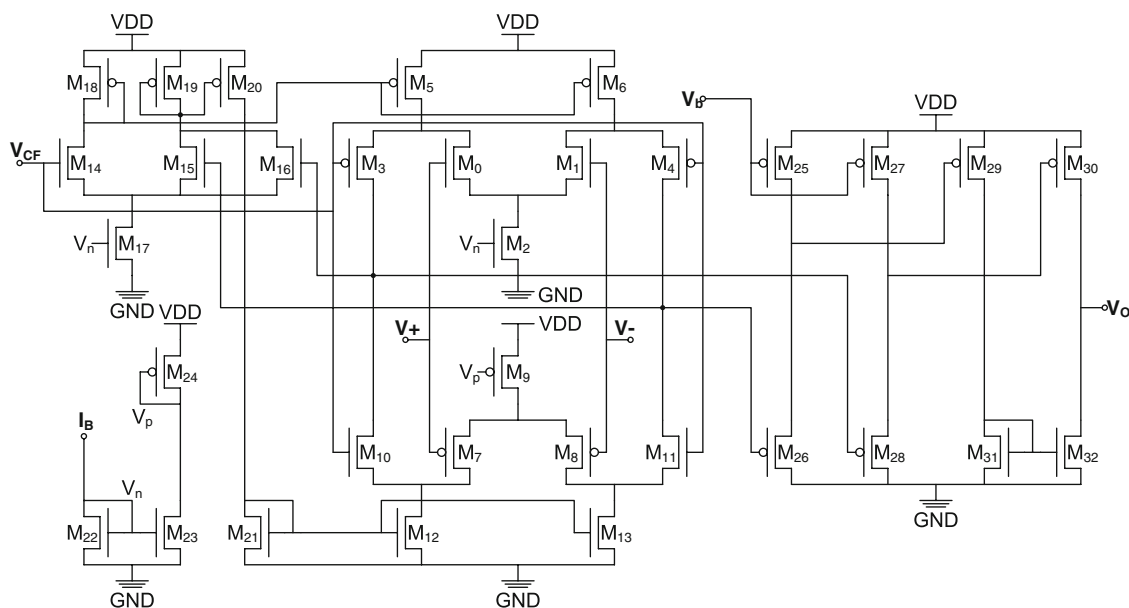 VDD
VDD
M18
M19
M20
M5
M6
Vb
VDD
VCF
M14
M15
M16
M3
M0
M1
M4
M25
M27
M29
M30
Vn
M17
Vn
M2
GND
GND
VDD
V+
VDD
V-
VO
Vp
M9
M24
Vp
IB
M10
M7
M8
M11
M26
M28
M31
M32
Vn
GND
M22
M23
M21
M12
M13
GND
GND